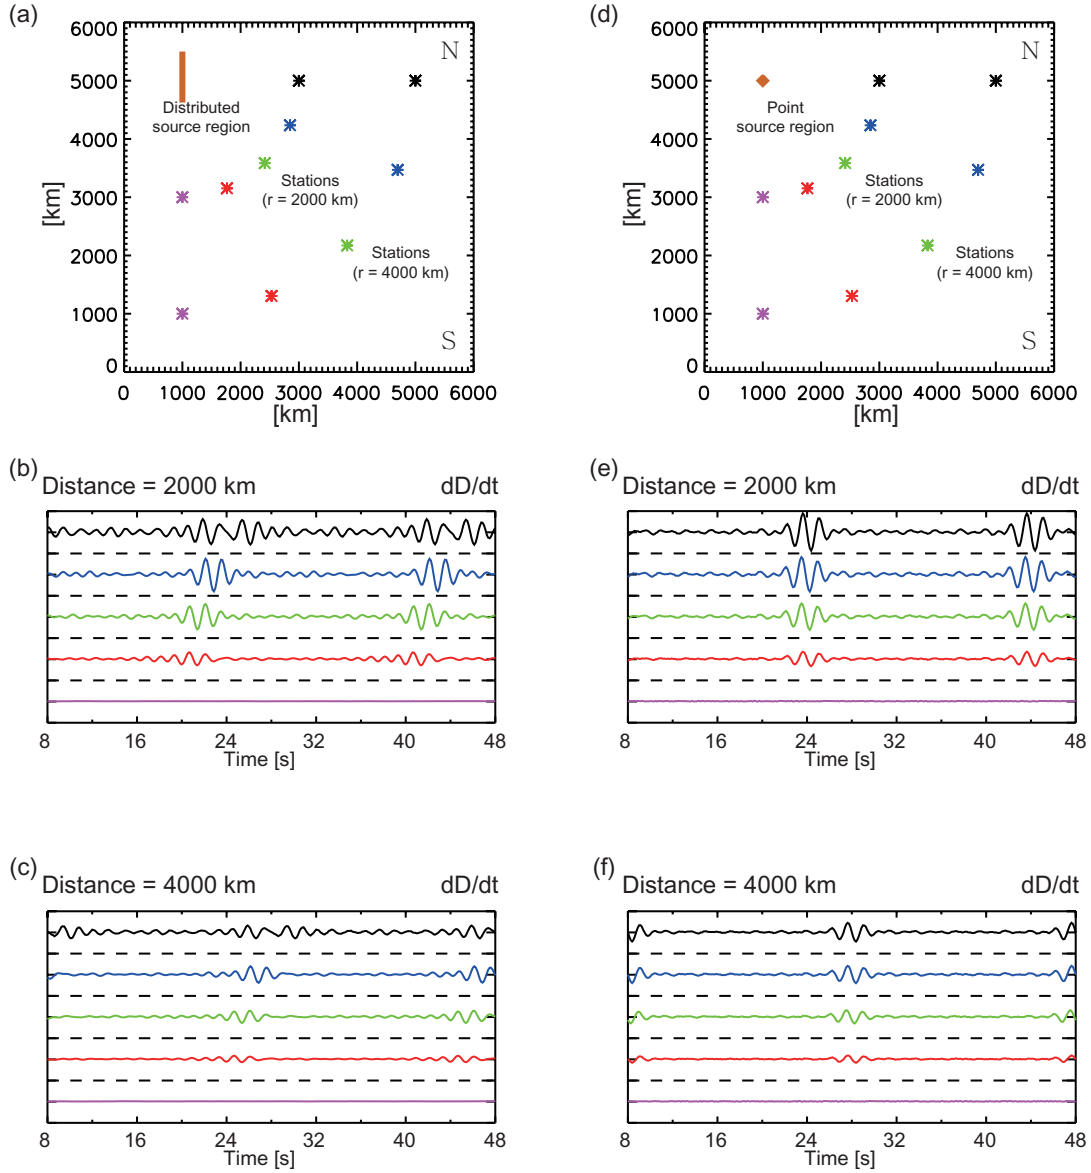 (a)
6000
5000
4000
3000
2000
1000
0
[km]
N
Distributed
source region
Stations
(r = 2000 km)
Stations
(r = 4000 km)
S
0 1000 2000 3000 4000 5000 6000
[km]
(d)
6000
5000
4000
3000
2000
1000
0
[km]
N
Point
source region
Stations
(r = 2000 km)
Stations
(r = 4000 km)
S
0 1000 2000 3000 4000 5000 6000
[km]
(b)
Distance = 2000 km dD/dt
8 16 24 32 40 48
Time [s]
(e)
Distance = 2000 km dD/dt
8 16 24 32 40 48
Time [s]
(c)
Distance = 4000 km dD/dt
8 16 24 32 40 48
Time [s]
(f)
Distance = 4000 km dD/dt
8 16 24 32 40 48
Time [s]